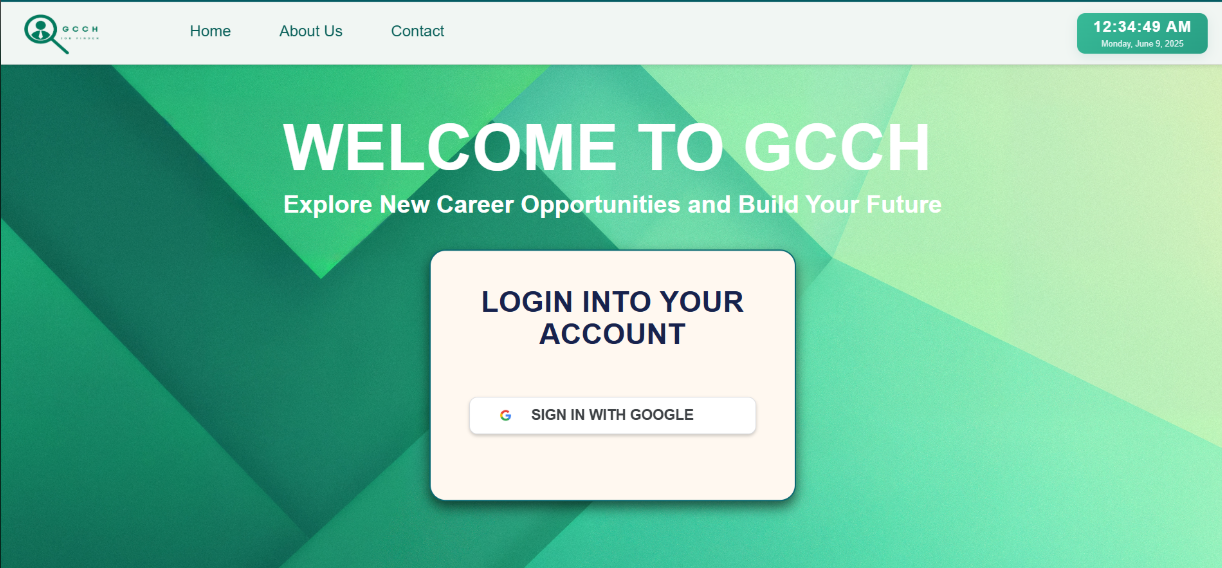 GCCH
JOB FINDER
Home About Us Contact
12:34:49 AM
Monday, June 9, 2025
WELCOME TO GCCH
Explore New Career Opportunities and Build Your Future
LOGIN INTO YOUR
ACCOUNT
SIGN IN WITH GOOGLE